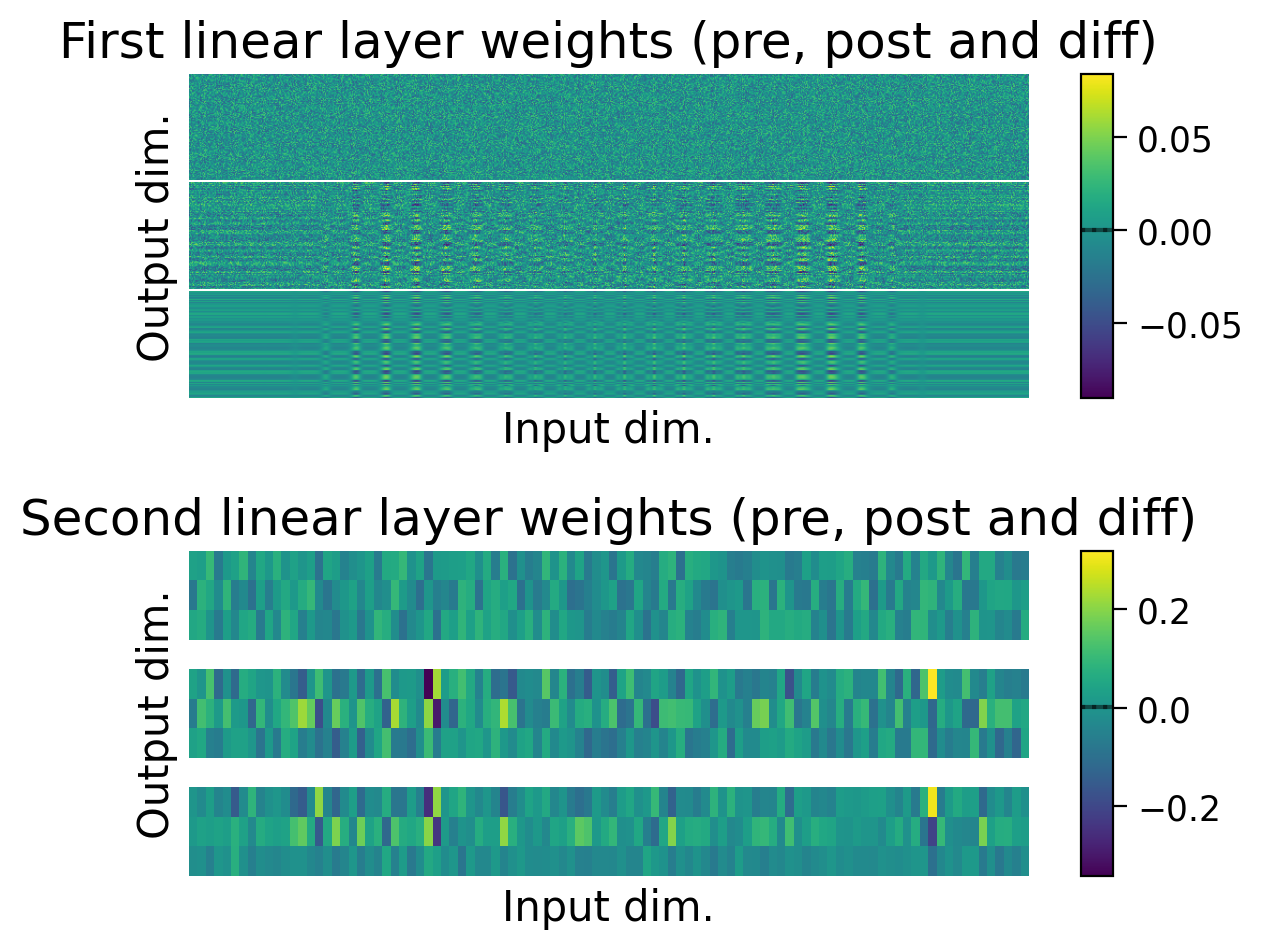 First linear layer weights (pre, post and diff)
Output dim.
0.05
0.00
−0.05
Input dim.
Second linear layer weights (pre, post and diff)
Output dim.
0.2
0.0
−0.2
Input dim.